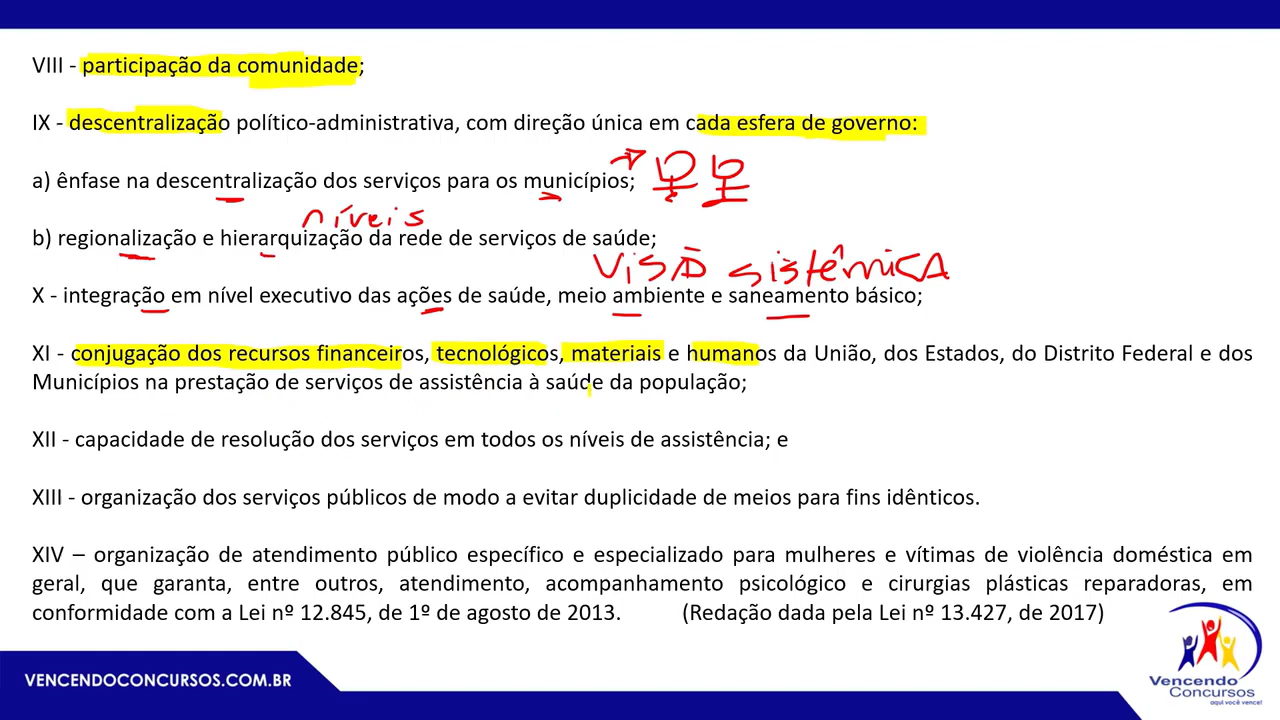 VIII - participação da comunidade;
IX - descentralização político-administrativa, com direção única em cada esfera de governo:
a) ênfase na descentralização dos serviços para os municípios;
níveis
b) regionalização e hierarquização da rede de serviços de saúde;
VISÃO SISTÊMICA
X - integração em nível executivo das ações de saúde, meio ambiente e saneamento básico;
XI - conjugação dos recursos financeiros, tecnológicos, materiais e humanos da União, dos Estados, do Distrito Federal e dos
Municípios na prestação de serviços de assistência à saúde da população;
XII - capacidade de resolução dos serviços em todos os níveis de assistência; e
XIII - organização dos serviços públicos de modo a evitar duplicidade de meios para fins idênticos.
XIV – organização de atendimento público específico e especializado para mulheres e vítimas de violência doméstica em
geral, que garanta, entre outros, atendimento, acompanhamento psicológico e cirurgias plásticas reparadoras, em
conformidade com a Lei nº 12.845, de 1º de agosto de 2013. (Redação dada pela Lei nº 13.427, de 2017)
VENCENDOCONCURSOS.COM.BR
Vencendo
Concursos
aqui você vence!